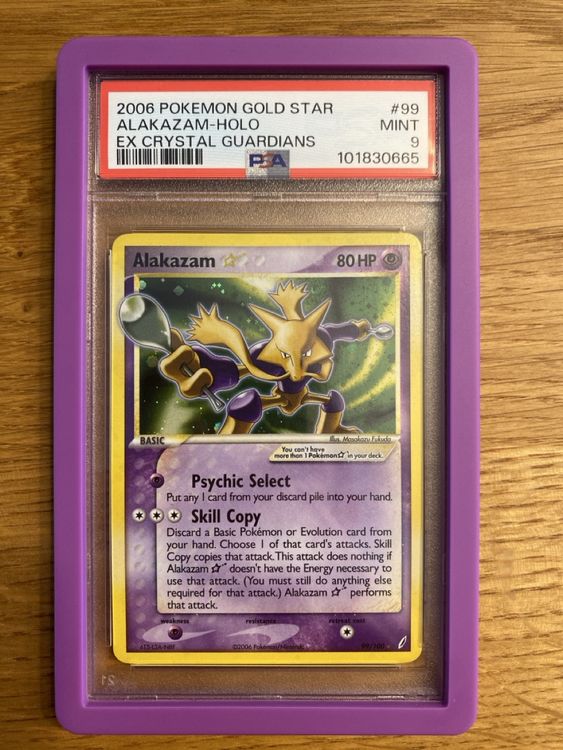 2006 POKEMON GOLD STAR #99
ALAKAZAM-HOLO MINT
EX CRYSTAL GUARDIANS 9
PSA 101830665
Alakazam ☆ 80 HP
BASIC
Illus. Masakazu Fukuda
You can't have
more than 1 Pokémon ☆ in your deck.
Psychic Select
Put any 1 card from your discard pile into your hand.
Skill Copy
Discard a Basic Pokémon or Evolution card from
your hand. Choose 1 of that card's attacks. Skill
Copy copies that attack. This attack does nothing if
Alakazam ☆ doesn't have the Energy necessary to
use that attack. (You must still do anything else
required for that attack.) Alakazam ☆ performs
that attack.
weakness resistance retreat cost
©2006 Pokémon/Nintendo 99/100
21